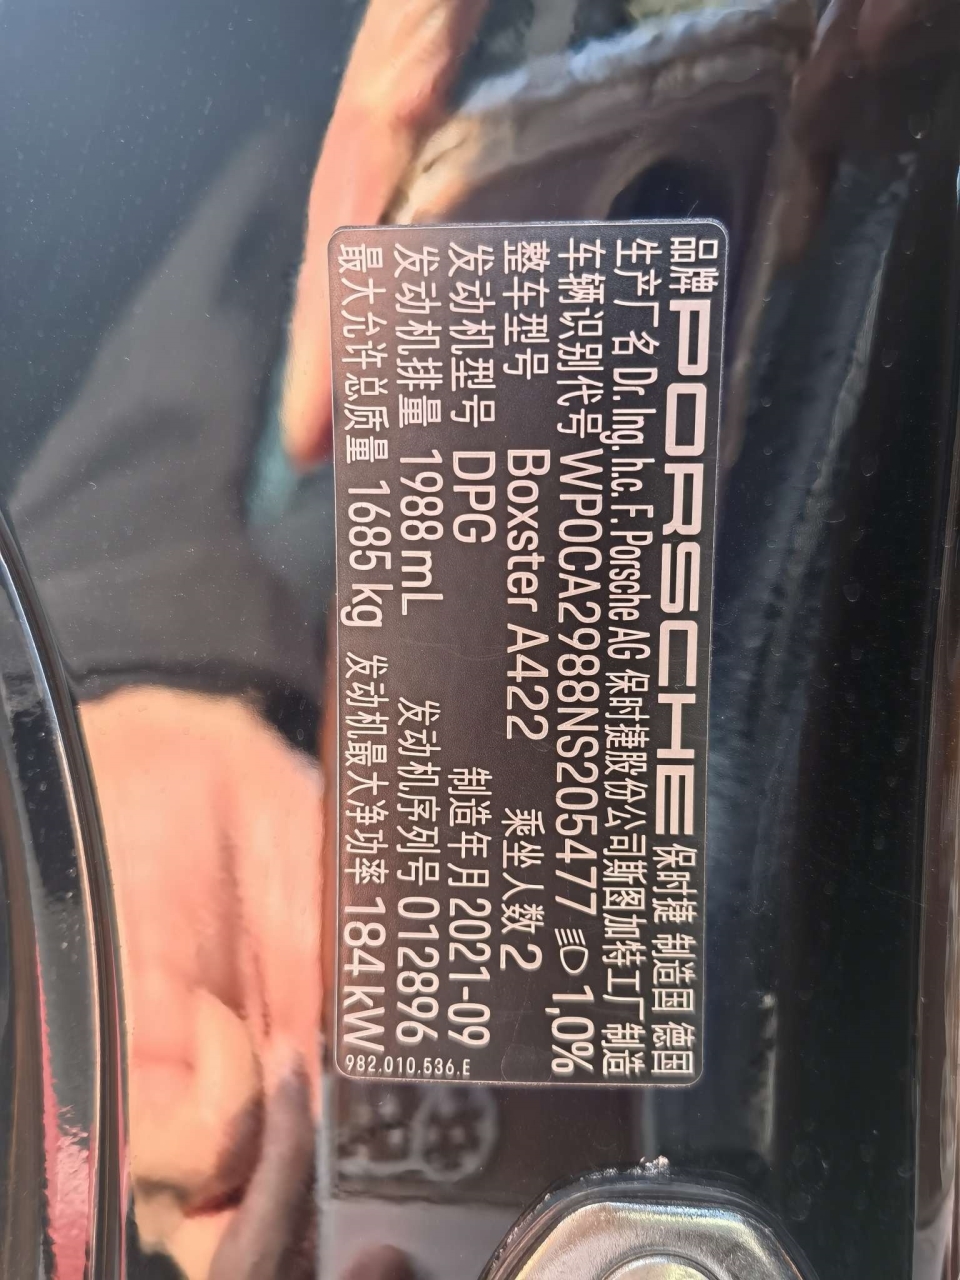 品牌 PORSCHE 保时捷 制造国 德国
生产厂名 Dr. Ing. h.c. F. Porsche AG 保时捷股份公司斯图加特工厂制造
车辆识别代号 WP0CA2988NS205477 1,0%
整车型号 Boxster A422 乘坐人数 2
发动机型号 DPG 制造年月 2021-09
发动机排量 1988 mL 发动机序列号 012896
最大允许总质量 1685 kg 发动机最大净功率 184 kW
982.010.536.E